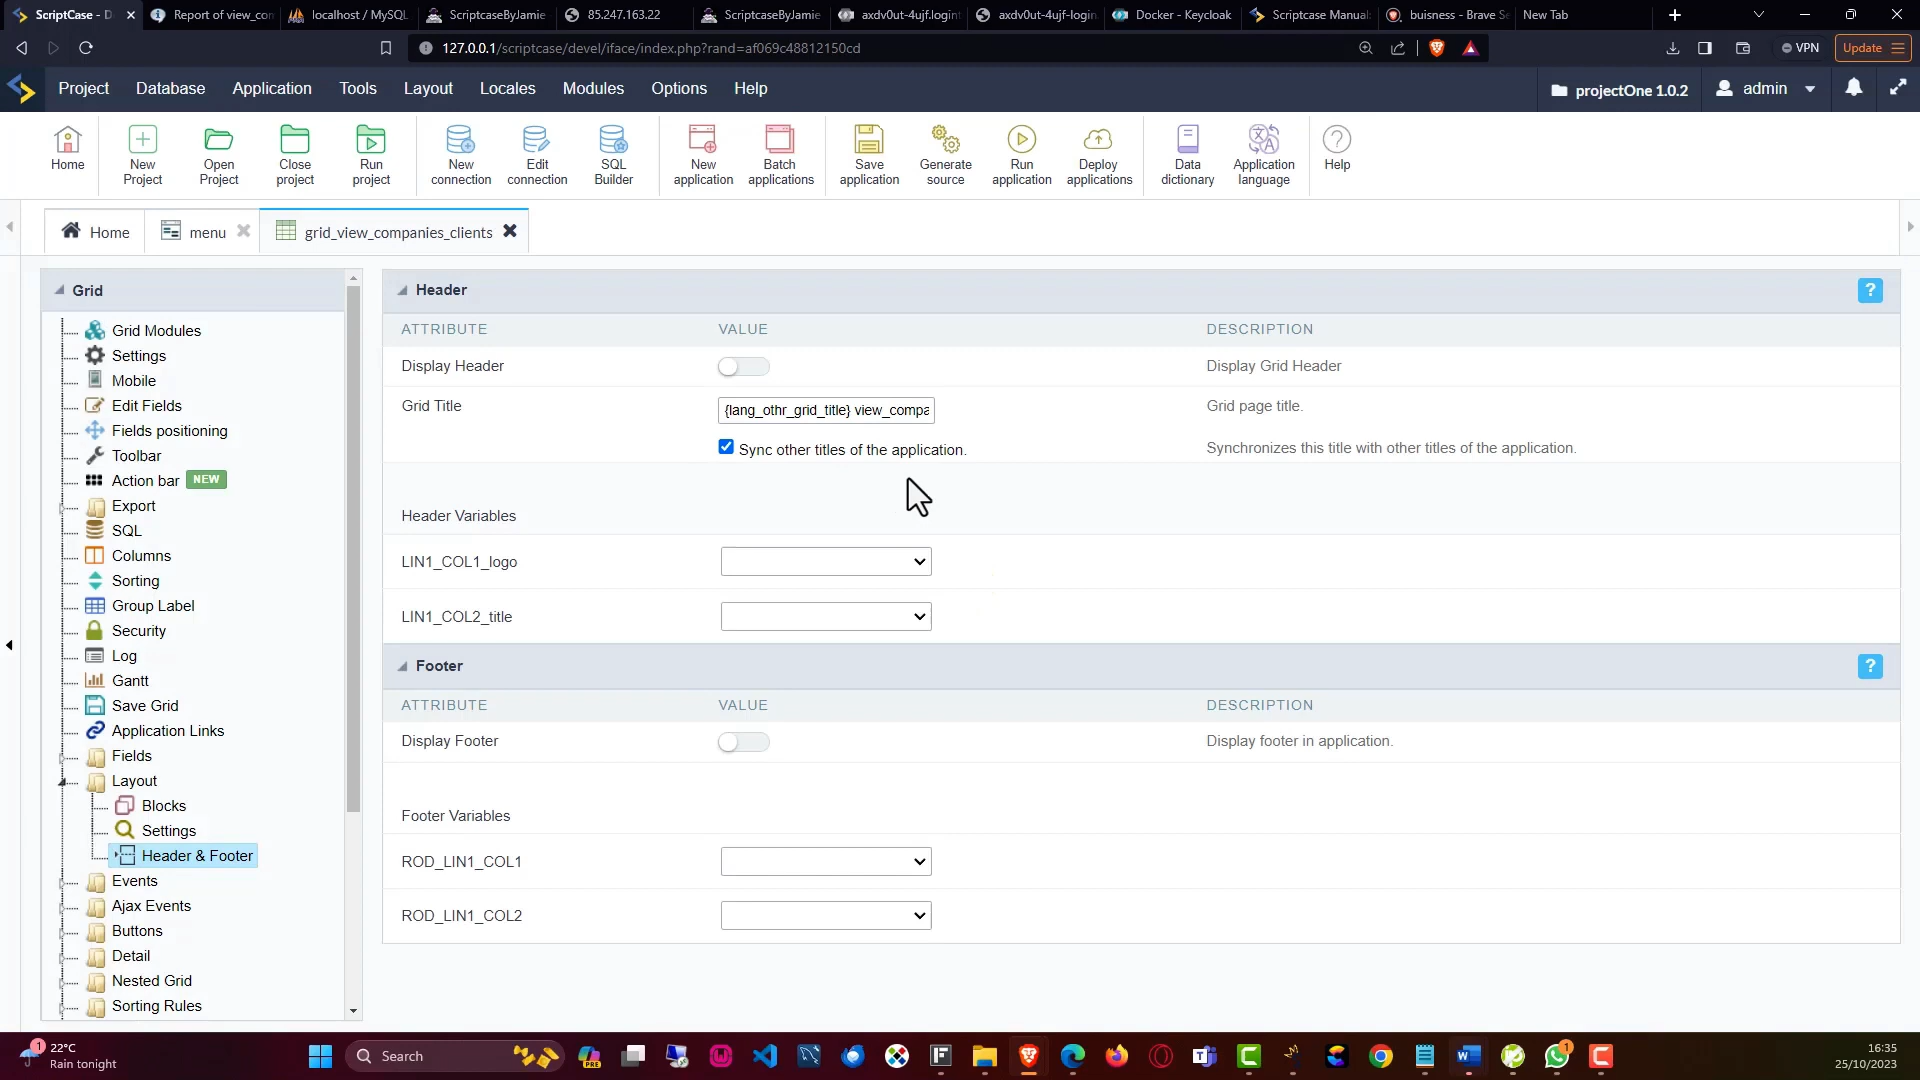 ScriptCase - D
Report of view_con
localhost / MySQL
ScriptcaseByJamie
85.247.163.22
ScriptcaseByJamie
axdv0ut-4ujf.logint
axdv0ut-4ujf-login.
Docker - Keycloak
Scriptcase Manual
buisness - Brave Se
New Tab
127.0.0.1/scriptcase/devel/iface/index.php?rand=af069c48812150cd
VPN
Update
Project
Database
Application
Tools
Layout
Locales
Modules
Options
Help
projectOne 1.0.2
admin
Home
New Project
Open Project
Close project
Run project
New connection
Edit connection
SQL Builder
New application
Batch applications
Save application
Generate source
Run application
Deploy applications
Data dictionary
Application language
Help
Home
menu
grid_view_companies_clients
Grid
Grid Modules
Settings
Mobile
Edit Fields
Fields positioning
Toolbar
Action bar NEW
Export
SQL
Columns
Sorting
Group Label
Security
Log
Gantt
Save Grid
Application Links
Fields
Layout
Blocks
Settings
Header & Footer
Events
Ajax Events
Buttons
Detail
Nested Grid
Sorting Rules
Header
?
ATTRIBUTE VALUE DESCRIPTION
Display Header Display Grid Header
Grid Title {lang_othr_grid_title} view_compa Grid page title.
Sync other titles of the application. Synchronizes this title with other titles of the application.
Header Variables
LIN1_COL1_logo
LIN1_COL2_title
Footer
?
ATTRIBUTE VALUE DESCRIPTION
Display Footer Display footer in application.
Footer Variables
ROD_LIN1_COL1
ROD_LIN1_COL2
1
22°C
Rain tonight
Search
PRE
1
16:35
25/10/2023